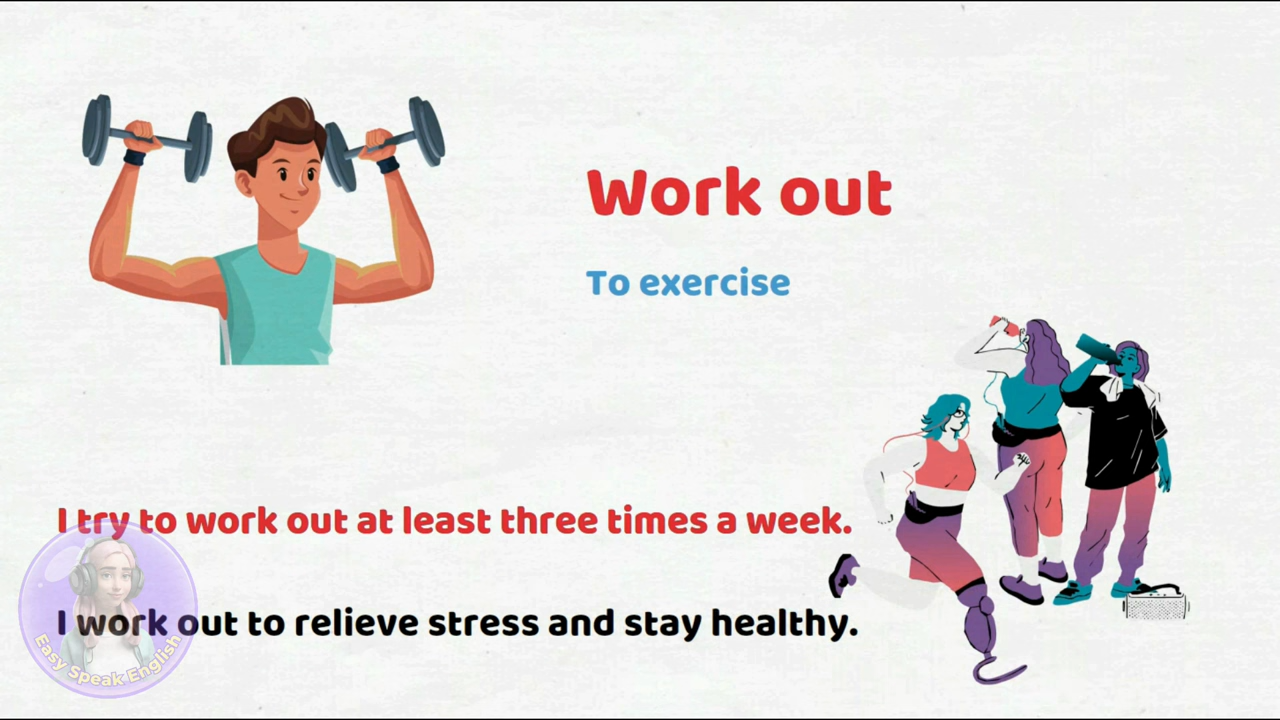 Work out
To exercise
I try to work out at least three times a week.
I work out to relieve stress and stay healthy.
Easy Speak English